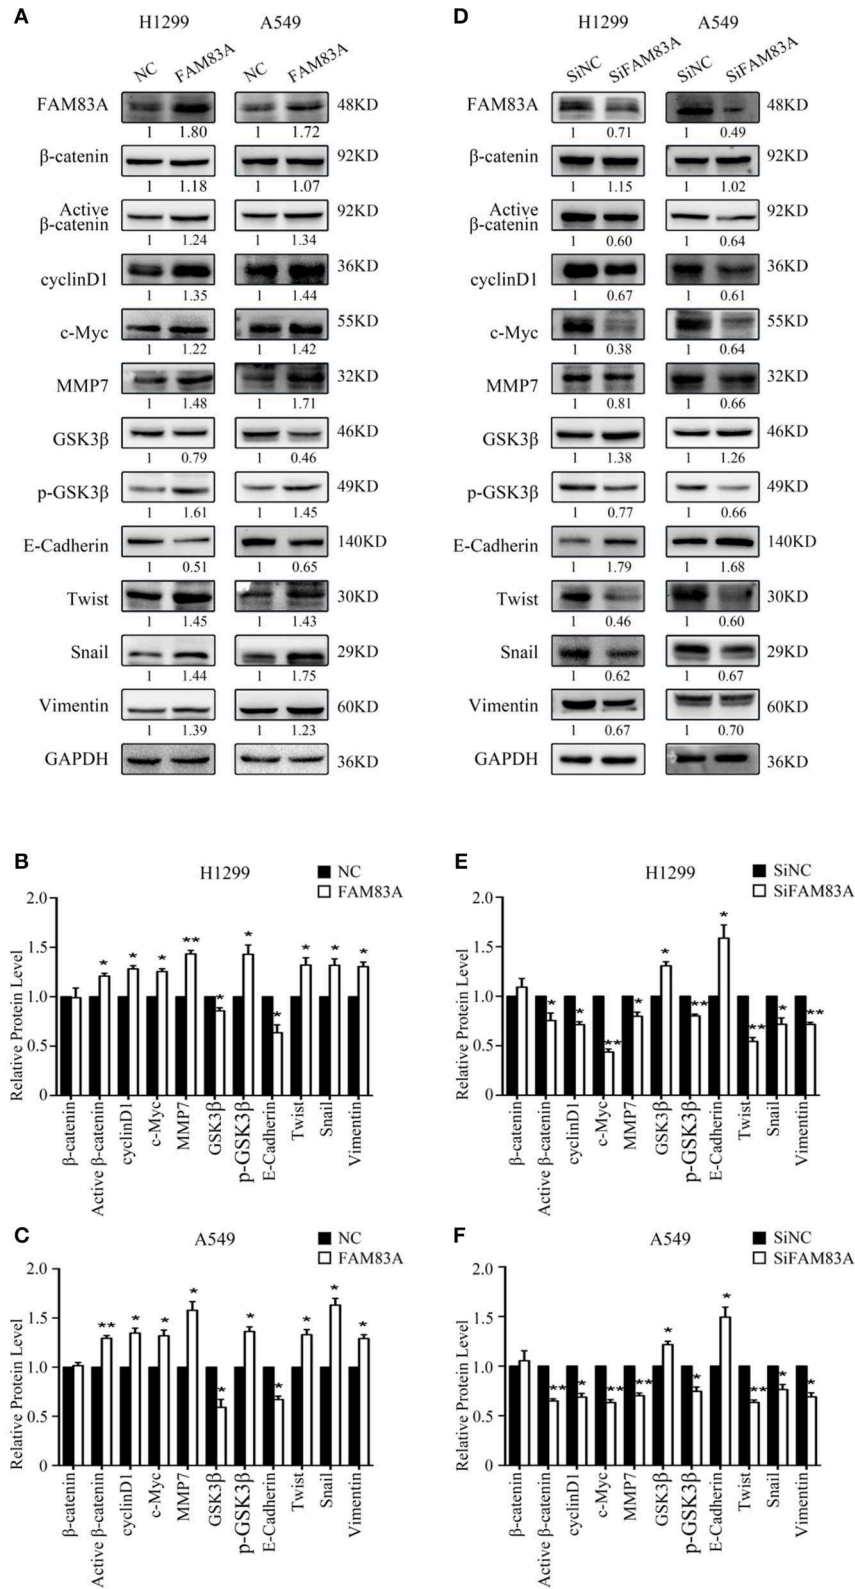 A
H1299 A549
NC FAM83A NC FAM83A
FAM83A 48KD
1 1.80 1 1.72
β-catenin 92KD
1 1.18 1 1.07
Active
β-catenin 92KD
1 1.24 1 1.34
cyclinD1 36KD
1 1.35 1 1.44
c-Myc 55KD
1 1.22 1 1.42
MMP7 32KD
1 1.48 1 1.71
GSK3β 46KD
1 0.79 1 0.46
p-GSK3β 49KD
1 1.61 1 1.45
E-Cadherin 140KD
1 0.51 1 0.65
Twist 30KD
1 1.45 1 1.43
Snail 29KD
1 1.44 1 1.75
Vimentin 60KD
1 1.39 1 1.23
GAPDH 36KD
D
H1299 A549
SiNC SiFAM83A SiNC SiFAM83A
FAM83A 48KD
1 0.71 1 0.49
β-catenin 92KD
1 1.15 1 1.02
Active
β-catenin 92KD
1 0.60 1 0.64
cyclinD1 36KD
1 0.67 1 0.61
c-Myc 55KD
1 0.38 1 0.64
MMP7 32KD
1 0.81 1 0.66
GSK3β 46KD
1 1.38 1 1.26
p-GSK3β 49KD
1 0.77 1 0.66
E-Cadherin 140KD
1 1.79 1 1.68
Twist 30KD
1 0.46 1 0.60
Snail 29KD
1 0.62 1 0.67
Vimentin 60KD
1 0.67 1 0.70
GAPDH 36KD
B
H1299
NC
FAM83A
Relative Protein Level
2.0
1.5
1.0
0.5
0
* * * ** * * * * * *
β-catenin Active β-catenin cyclinD1 c-Myc MMP7 GSK3β p-GSK3β E-Cadherin Twist Snail Vimentin
E
H1299
SiNC
SiFAM83A
Relative Protein Level
2.0
1.5
1.0
0.5
0
* * ** * * ** * ** * **
β-catenin Active β-catenin cyclinD1 c-Myc MMP7 GSK3β p-GSK3β E-Cadherin Twist Snail Vimentin
C
A549
NC
FAM83A
Relative Protein Level
2.0
1.5
1.0
0.5
0
** * * * * * * * * *
β-catenin Active β-catenin cyclinD1 c-Myc MMP7 GSK3β p-GSK3β E-Cadherin Twist Snail Vimentin
F
A549
SiNC
SiFAM83A
Relative Protein Level
2.0
1.5
1.0
0.5
0
** * ** ** * * * ** * *
β-catenin Active β-catenin cyclinD1 c-Myc MMP7 GSK3β p-GSK3β E-Cadherin Twist Snail Vimentin